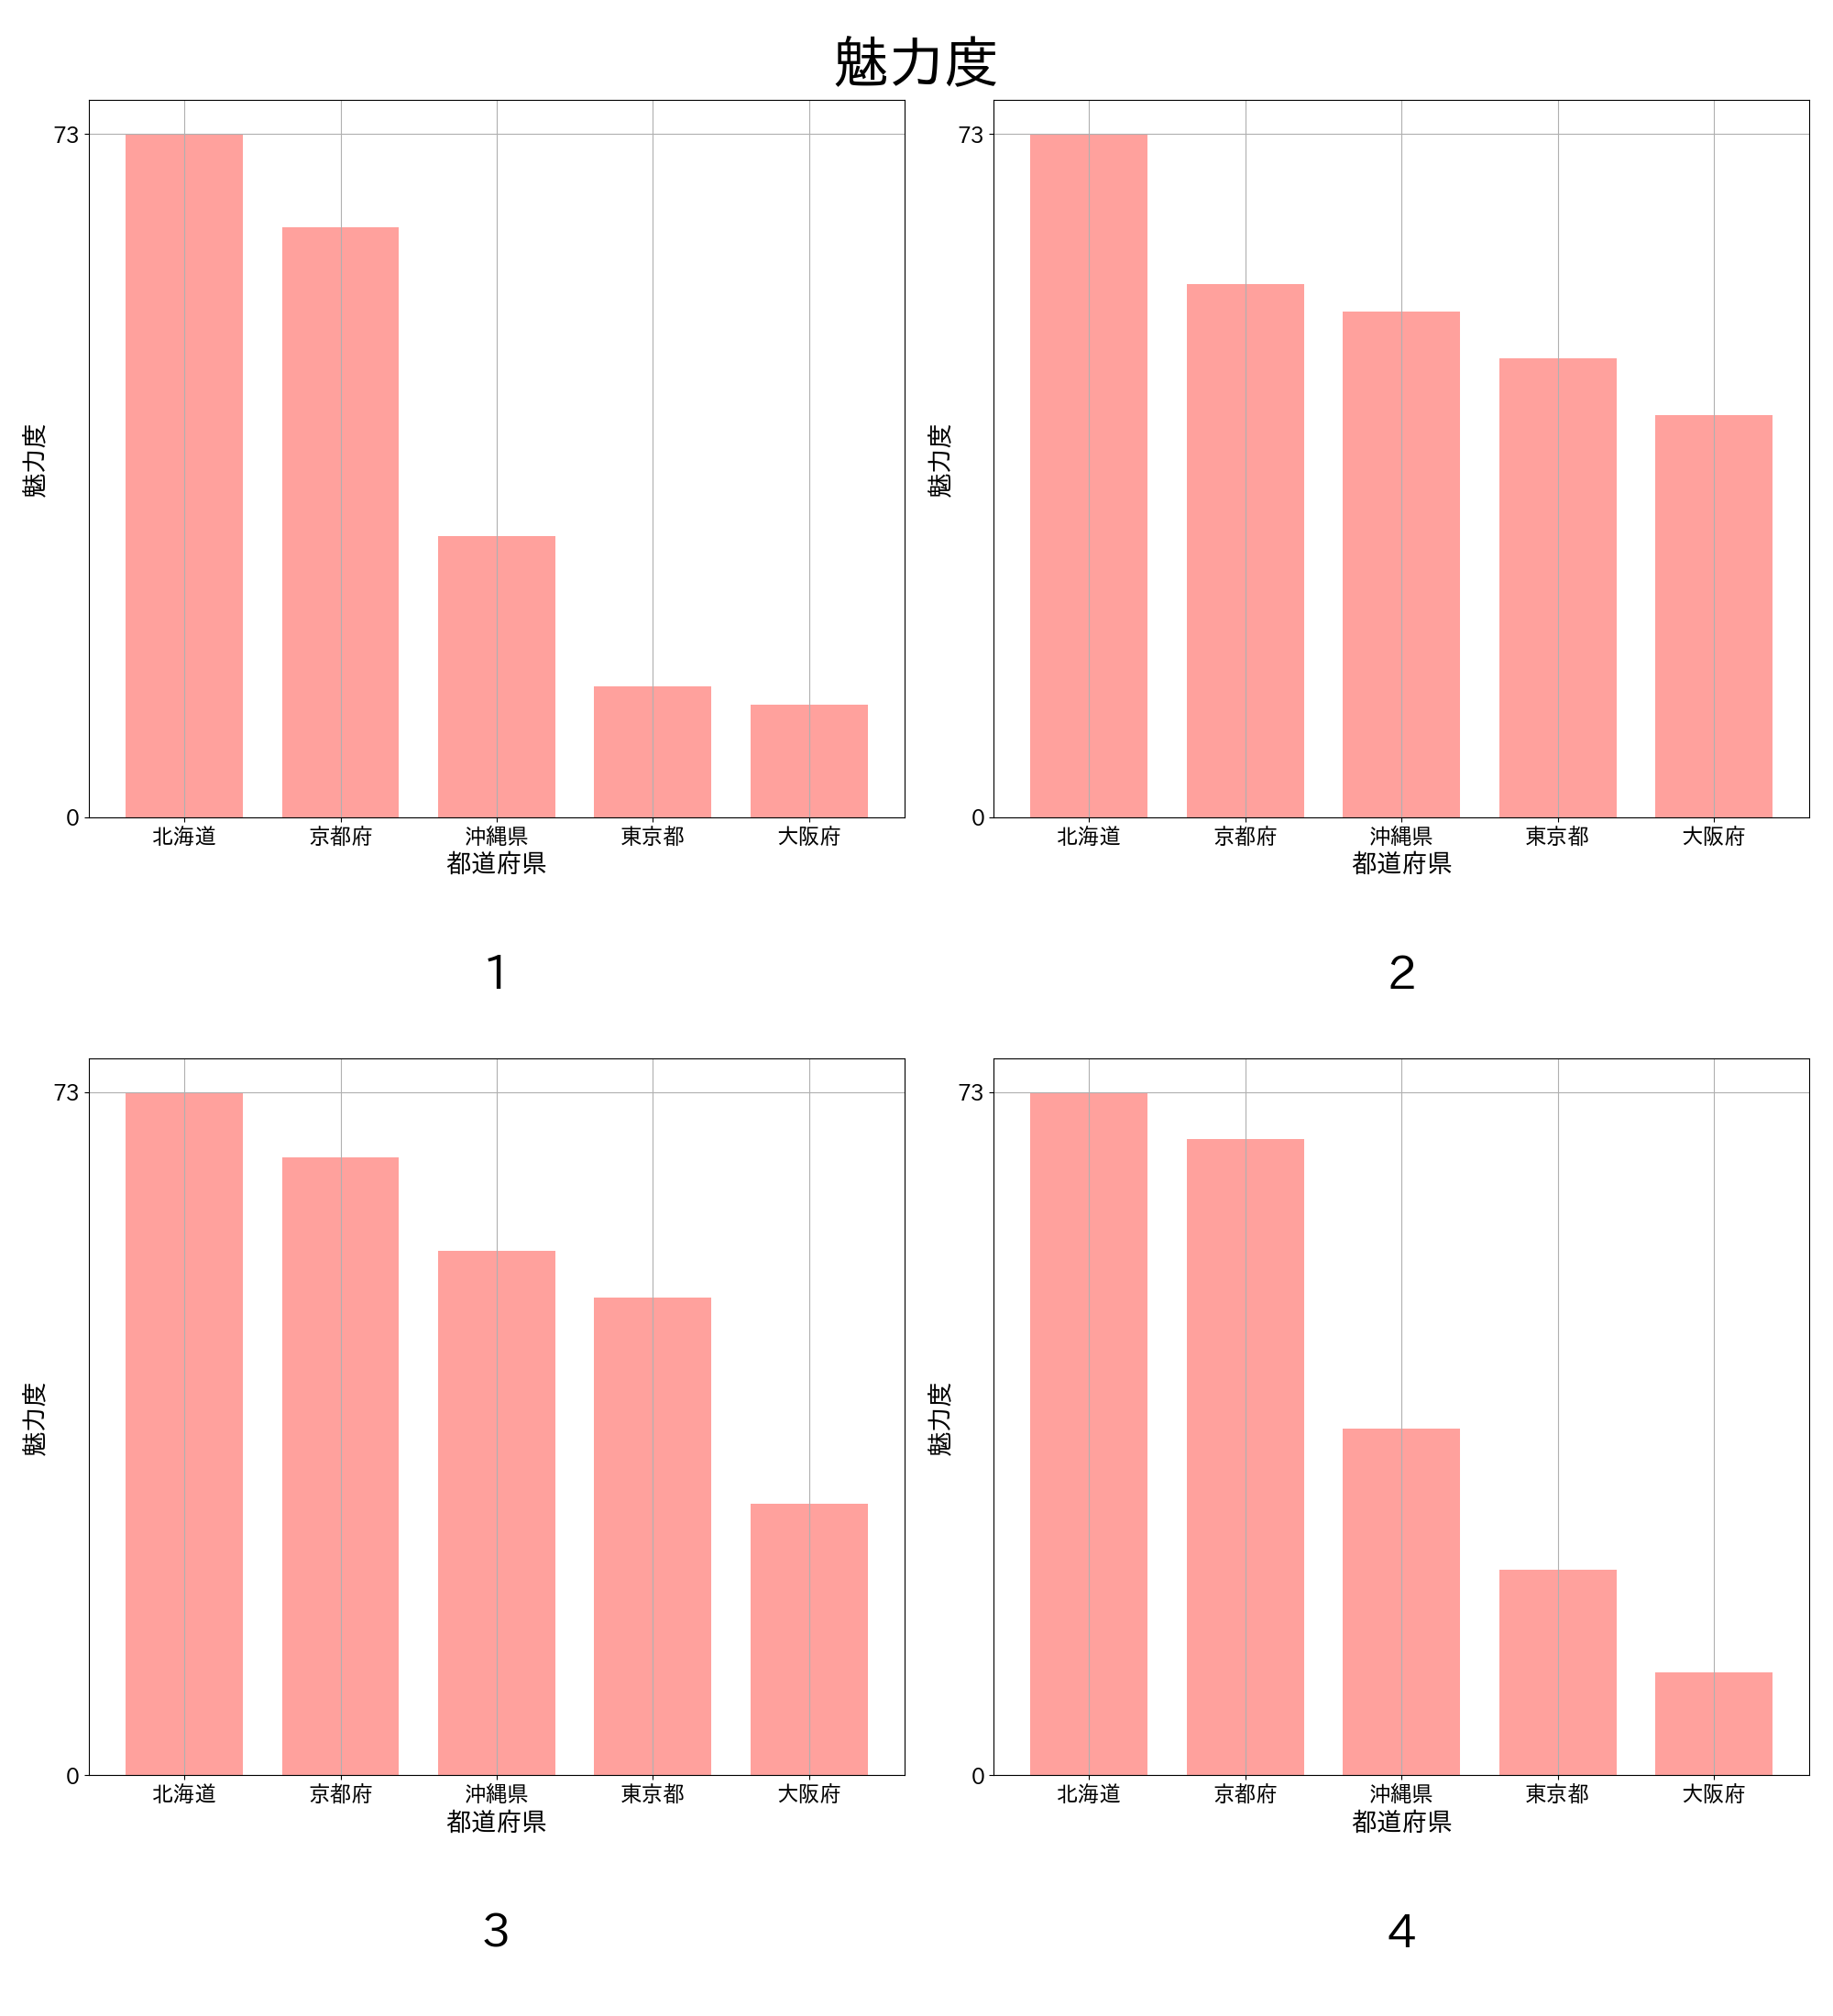 魅力度
73
0
魅力度
北海道 京都府 沖縄県 東京都 大阪府
都道府県
1
73
0
魅力度
北海道 京都府 沖縄県 東京都 大阪府
都道府県
2
73
0
魅力度
北海道 京都府 沖縄県 東京都 大阪府
都道府県
3
73
0
魅力度
北海道 京都府 沖縄県 東京都 大阪府
都道府県
4